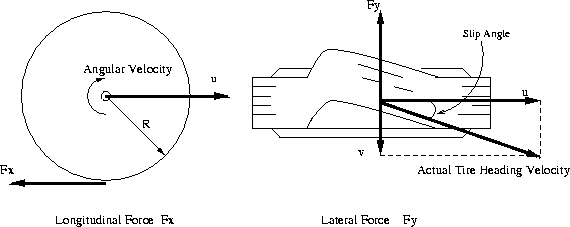 Fy
Slip Angle
Angular Velocity
u
u
R
v
Fx
Actual Tire Heading Velocity
Longitudinal Force Fx
Lateral Force Fy